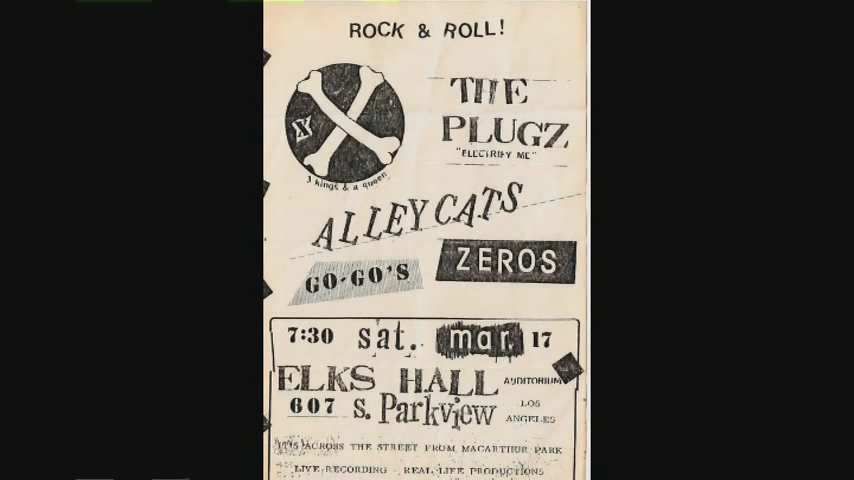 ROCK & ROLL!
X
3 kings & a queen
THE
PLUGZ
"ELECTRIFY ME"
ALLEY CATS
GO-GO'S
ZEROS
7:30 sat. mar. 17
ELKS HALL AUDITORIUM
607 S. Parkview LOS ANGELES
IT'S ACROSS THE STREET FROM MACARTHUR PARK
LIVE RECORDING - REAL LIFE PRODUCTIONS